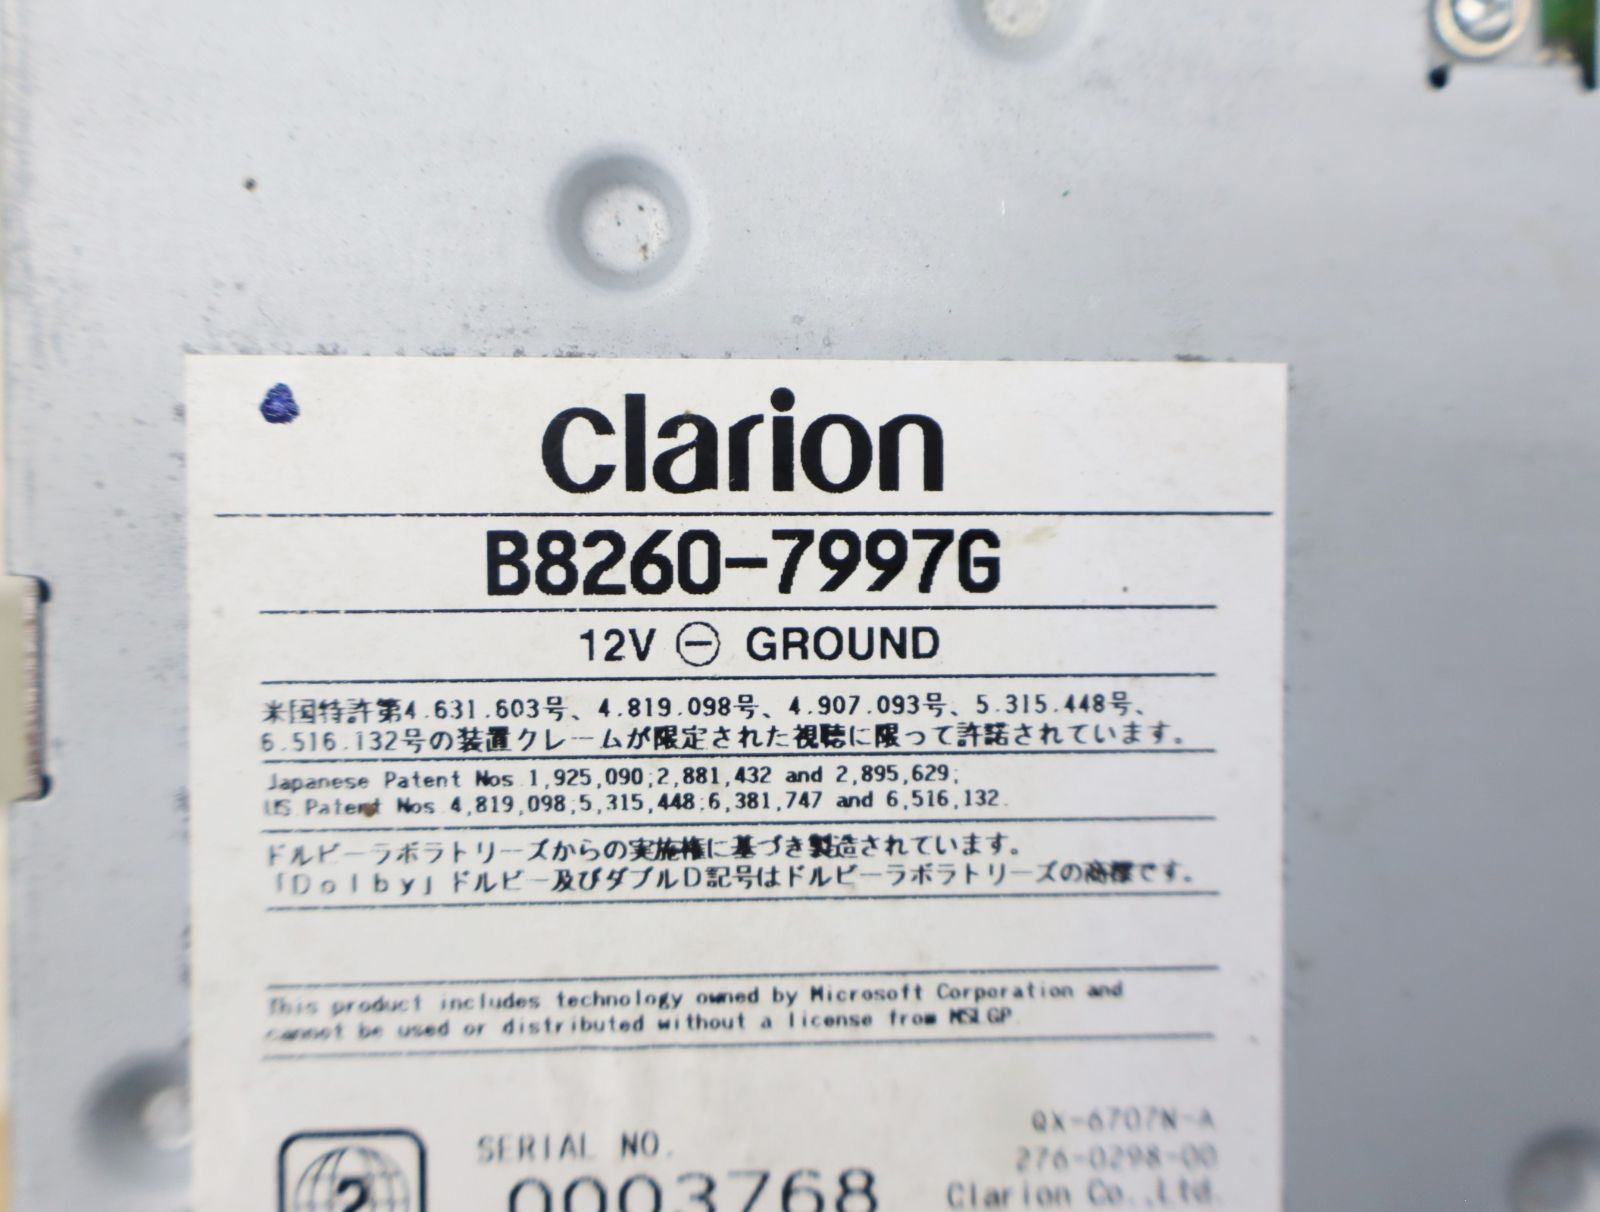 clarion
B8260-7997G
12V ⊖ GROUND
米国特許第4.631.603号、4.819.098号、4.907.093号、5.315.448号、
6.516.132号の装置クレームが限定された視聴に限って許諾されています。
Japanese Patent Nos.1,925,090;2,881,432 and 2,895,629;
US Patent Nos.4,819,098;5,315,448;6,381,747 and 6,516,132.
ドルビーラボラトリーズからの実施権に基づき製造されています。
「Dolby」ドルビー及びダブルD記号はドルビーラボラトリーズの商標です。
This product includes technology owned by Microsoft Corporation and
cannot be used or distributed without a license from MSLGP.
QX-6707N-A
SERIAL NO.
276-0298-00
2
0003768
Clarion Co.,Ltd.